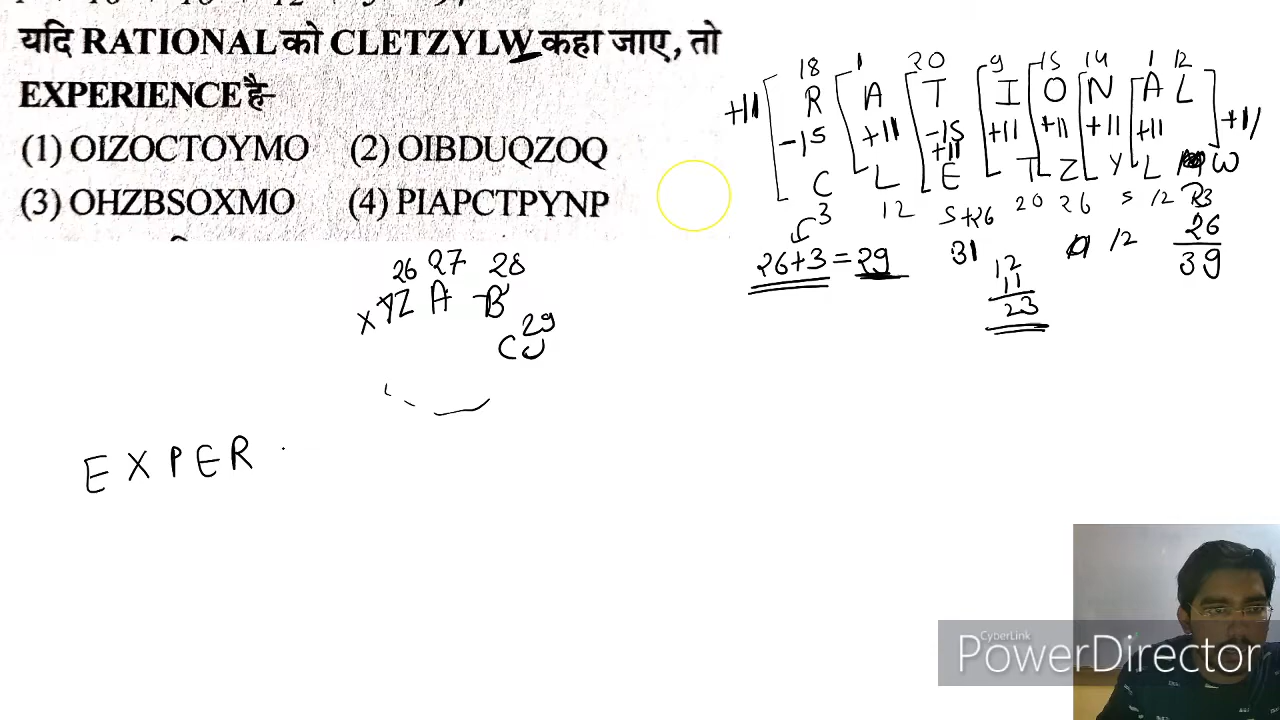 यदि RATIONAL को CLETZYLW कहा जाए, तो
EXPERIENCE है-
(1) OIZOCTOYMO (2) OIBDUQZOQ
(3) OHZBSOXMO (4) PIAPCTPYNP
18 1 20 9 15 14 1 12
+11 R A T I O N A L
-15 +11 -15 +11 +11 +11 +11 +11
+11
C L E T Z Y L W
3 12 5+26 20 26 5 12 23
26+3=29 31 12 26
11 39
23
26 27 28
X Y Z A B
C 29
E X P E R
CyberLink
PowerDirector